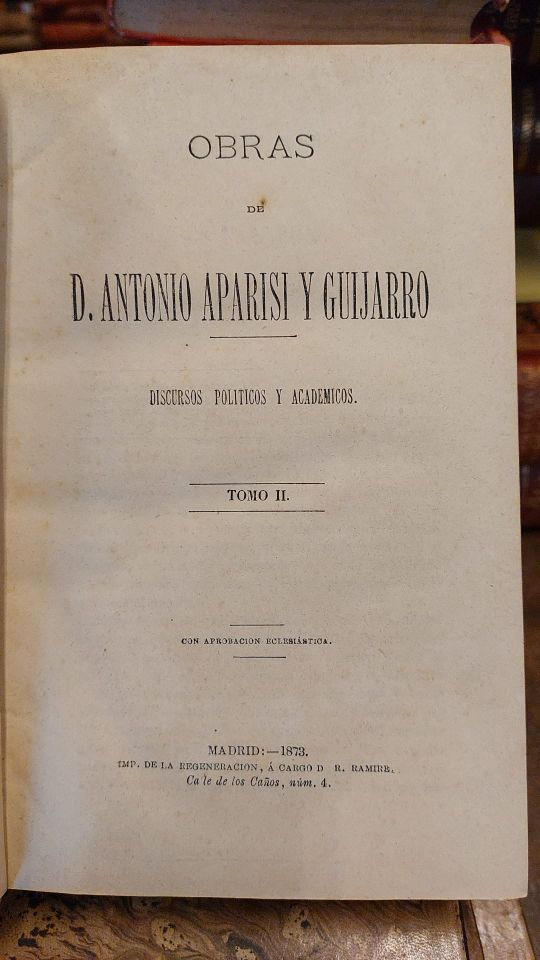 OBRAS
DE
D. ANTONIO APARISI Y GUIJARRO
DISCURSOS POLITICOS Y ACADEMICOS.
TOMO II.
CON APROBACION ECLESIÁSTICA.
MADRID:—1873.
IMP. DE LA REGENERACION, Á CARGO D R. RAMIRE.
Ca le de los Caños, núm. 4.